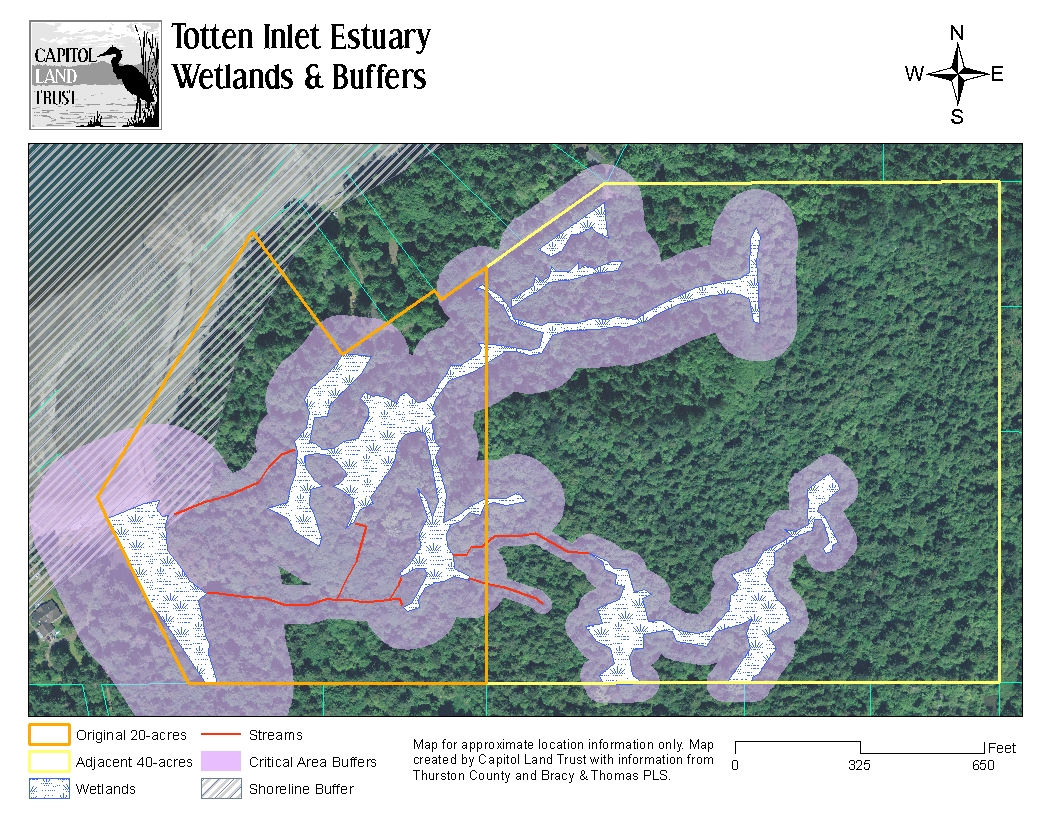 CAPITOL
LAND
TRUST
Totten Inlet Estuary
Wetlands & Buffers
N
W
E
S
Original 20-acres
Adjacent 40-acres
Wetlands
Streams
Critical Area Buffers
Shoreline Buffer
Map for approximate location information only. Map
created by Capitol Land Trust with information from
Thurston County and Bracy & Thomas PLS.
Feet
0
325
650